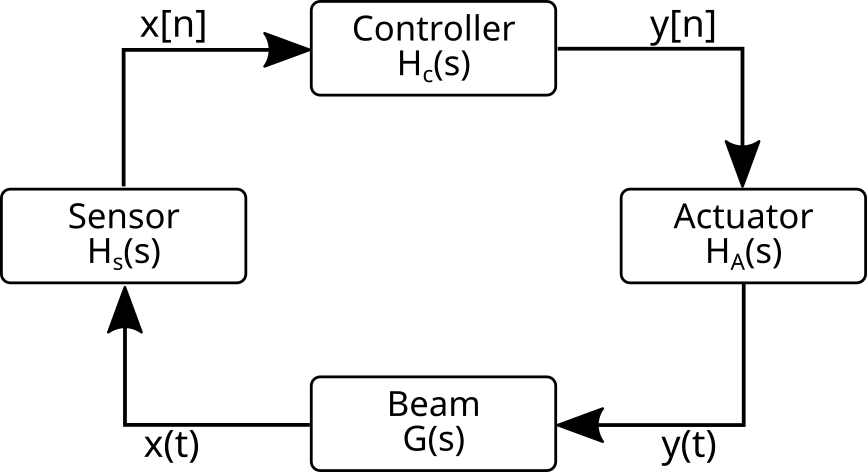 x[n]
Controller
Hc(s)
y[n]
Sensor
Hs(s)
Actuator
HA(s)
Beam
G(s)
x(t)
y(t)